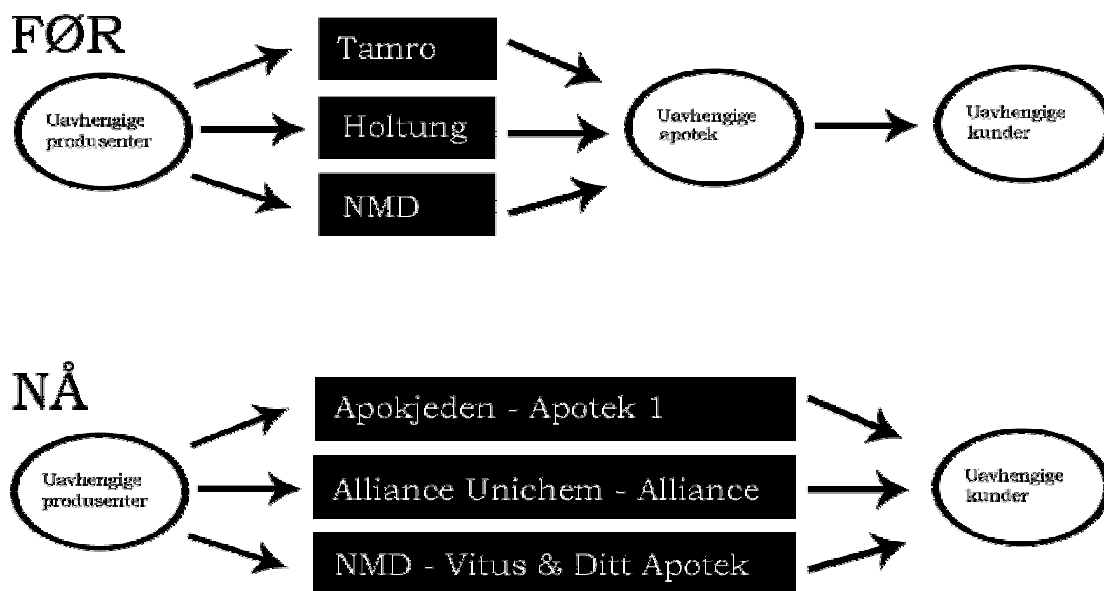 FØR
Uavhengige
produsenter
Tamro
Holtung
NMD
Uavhengige
apotek
Uavhengige
kunder
NÅ
Uavhengige
produsenter
Apokjeden - Apotek 1
Alliance Unichem - Alliance
NMD - Vitus & Ditt Apotek
Uavhengige
kunder